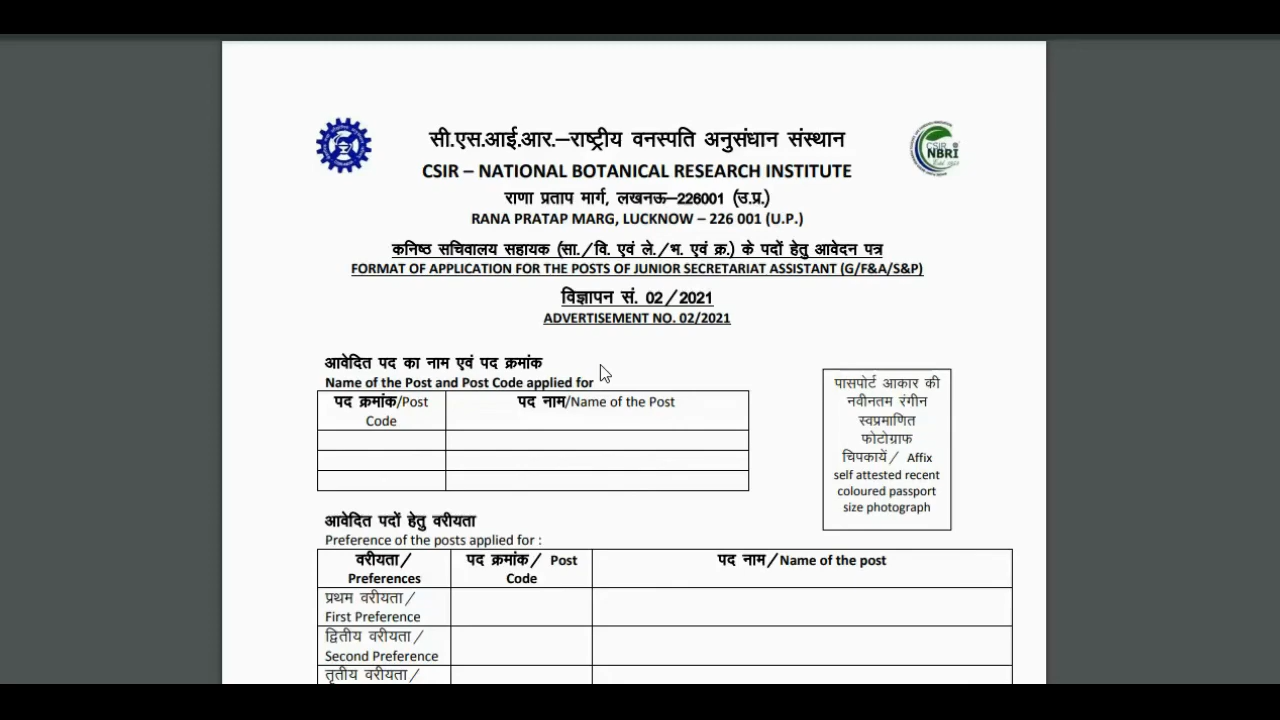 सी.एस.आई.आर.–राष्ट्रीय वनस्पति अनुसंधान संस्थान
CSIR – NATIONAL BOTANICAL RESEARCH INSTITUTE
CSIR
NBRI
राणा प्रताप मार्ग, लखनऊ–226001 (उ.प्र.)
RANA PRATAP MARG, LUCKNOW – 226 001 (U.P.)
कनिष्ठ सचिवालय सहायक (सा./वि. एवं ले./भ. एवं क्र.) के पदों हेतु आवेदन पत्र
FORMAT OF APPLICATION FOR THE POSTS OF JUNIOR SECRETARIAT ASSISTANT (G/F&A/S&P)
विज्ञापन सं. 02/2021
ADVERTISEMENT NO. 02/2021
आवेदित पद का नाम एवं पद क्रमांक
Name of the Post and Post Code applied for
पद क्रमांक/Post
Code
पद नाम/Name of the Post
पासपोर्ट आकार की
नवीनतम रंगीन
स्वप्रमाणित
फोटोग्राफ
चिपकायें/ Affix
self attested recent
coloured passport
size photograph
आवेदित पदों हेतु वरीयता
Preference of the posts applied for :
वरीयता/
Preferences
पद क्रमांक/ Post
Code
पद नाम/Name of the post
प्रथम वरीयता/
First Preference
द्वितीय वरीयता/
Second Preference
तृतीय वरीयता/